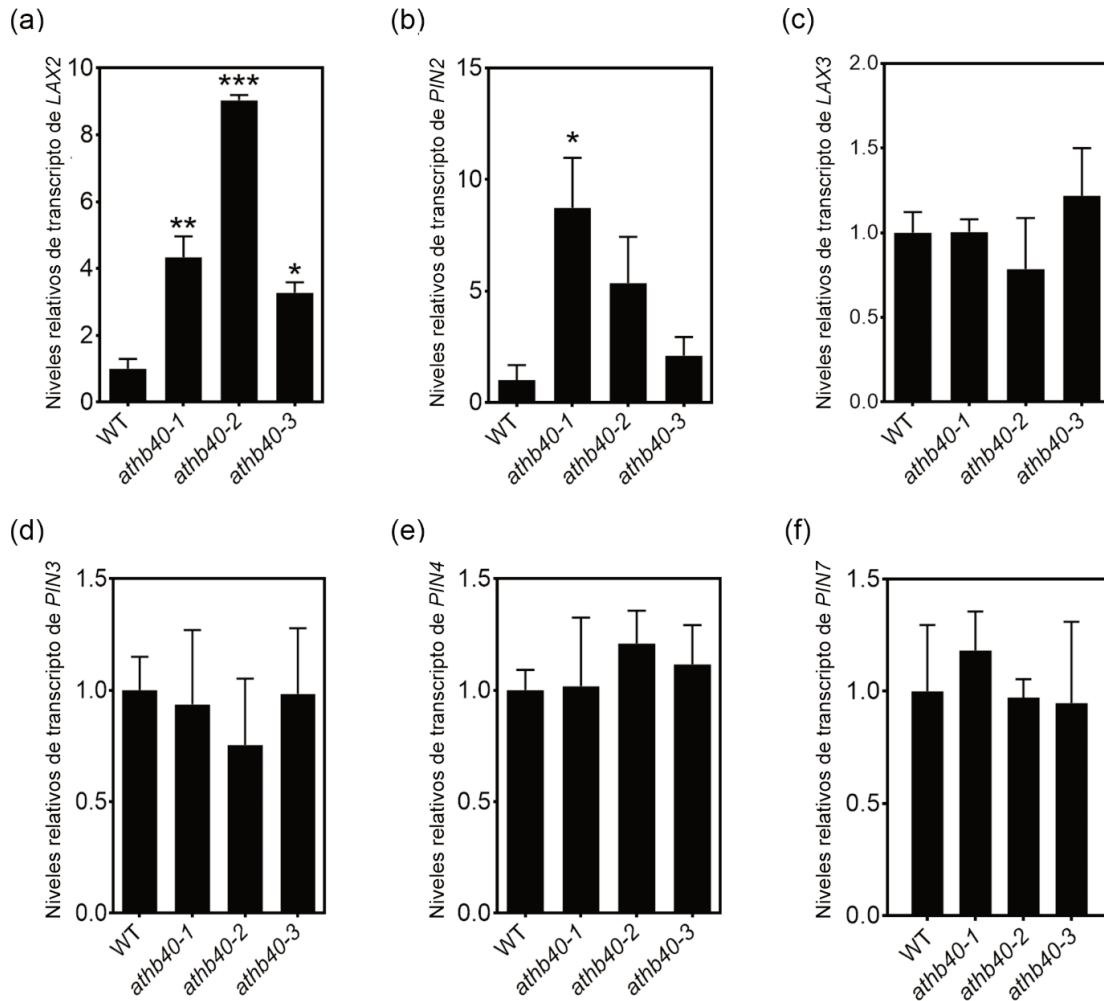 (a)
Niveles relativos de transcripto de LAX2
10
8
6
4
2
0
**
***
*
WT
athb40-1
athb40-2
athb40-3
(b)
Niveles relativos de transcripto de PIN2
15
10
5
0
*
WT
athb40-1
athb40-2
athb40-3
(c)
Niveles relativos de transcripto de LAX3
2.0
1.5
1.0
0.5
0.0
WT
athb40-1
athb40-2
athb40-3
(d)
Niveles relativos de transcripto de PIN3
1.5
1.0
0.5
0.0
WT
athb40-1
athb40-2
athb40-3
(e)
Niveles relativos de transcripto de PIN4
1.5
1.0
0.5
0.0
WT
athb40-1
athb40-2
athb40-3
(f)
Niveles relativos de transcripto de PIN7
1.5
1.0
0.5
0.0
WT
athb40-1
athb40-2
athb40-3